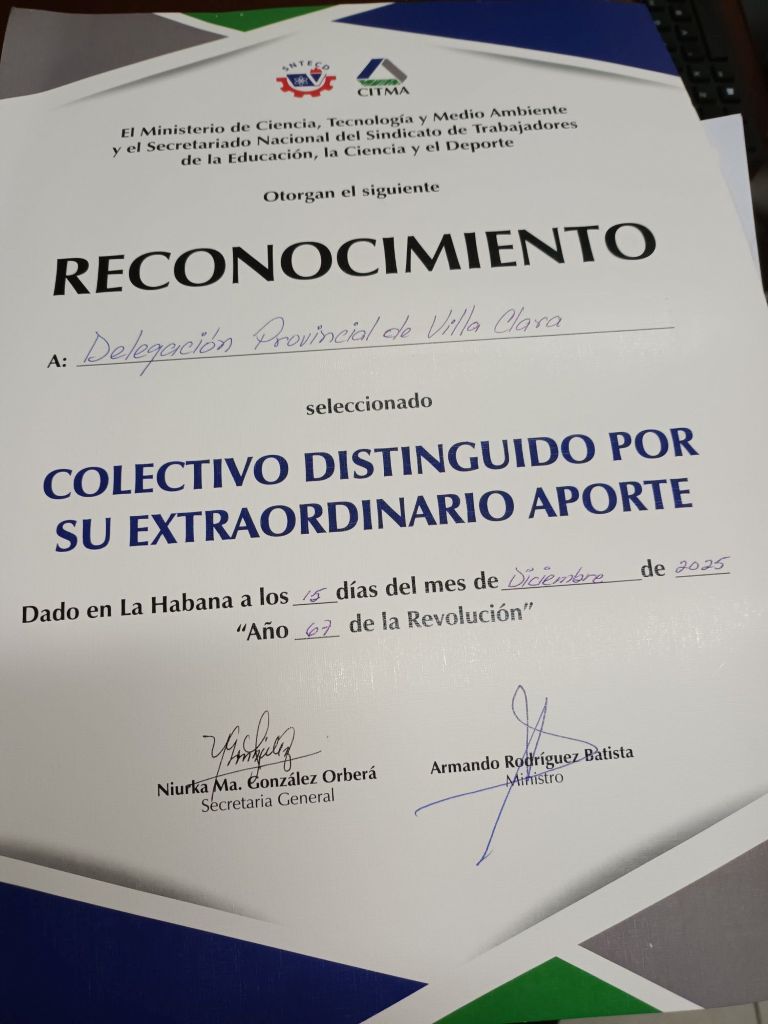 SNTECD
CITMA
El Ministerio de Ciencia, Tecnología y Medio Ambiente
y el Secretariado Nacional del Sindicato de Trabajadores
de la Educación, la Ciencia y el Deporte
Otorgan el siguiente
RECONOCIMIENTO
A: Delegación Provincial de Villa Clara
seleccionado
COLECTIVO DISTINGUIDO POR
SU EXTRAORDINARIO APORTE
Dado en La Habana a los 15 días del mes de Diciembre de 2025
“Año 67 de la Revolución”
Niurka Ma. González Orberá
Secretaria General
Armando Rodríguez Batista
Ministro